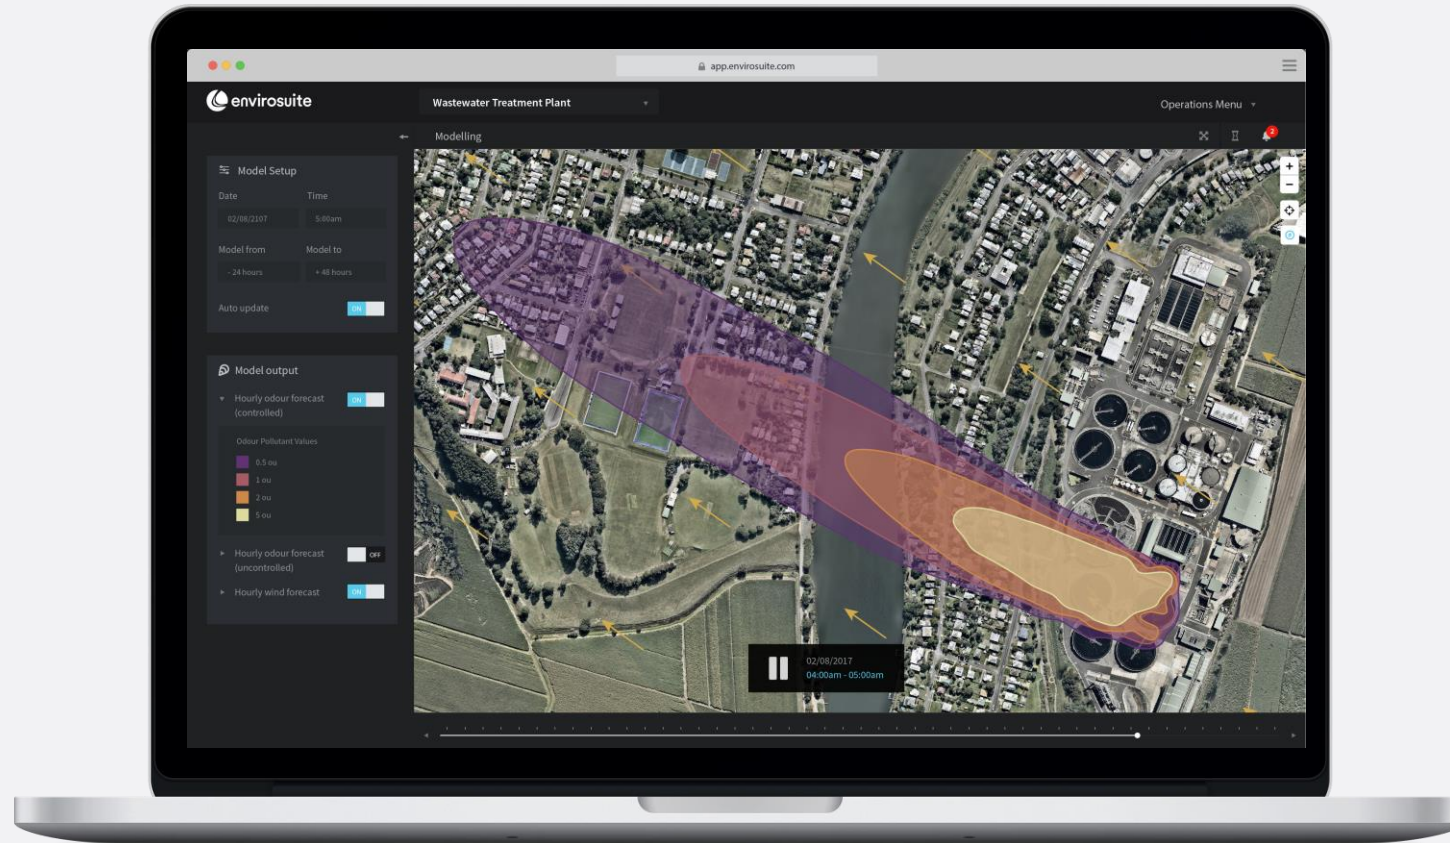 app.envirosuite.com
envirosuite
Wastewater Treatment Plant
Operations Menu
Modelling
2
Model Setup
Date Time
02/08/2107 5:00am
Model from Model to
- 24 hours + 48 hours
Auto update ON
Model output
Hourly odour forecast ON
(controlled)
Odour Pollutant Values
0.5 ou
1 ou
2 ou
5 ou
Hourly odour forecast OFF
(uncontrolled)
Hourly wind forecast ON
+
-
02/08/2017
04:00am - 05:00am